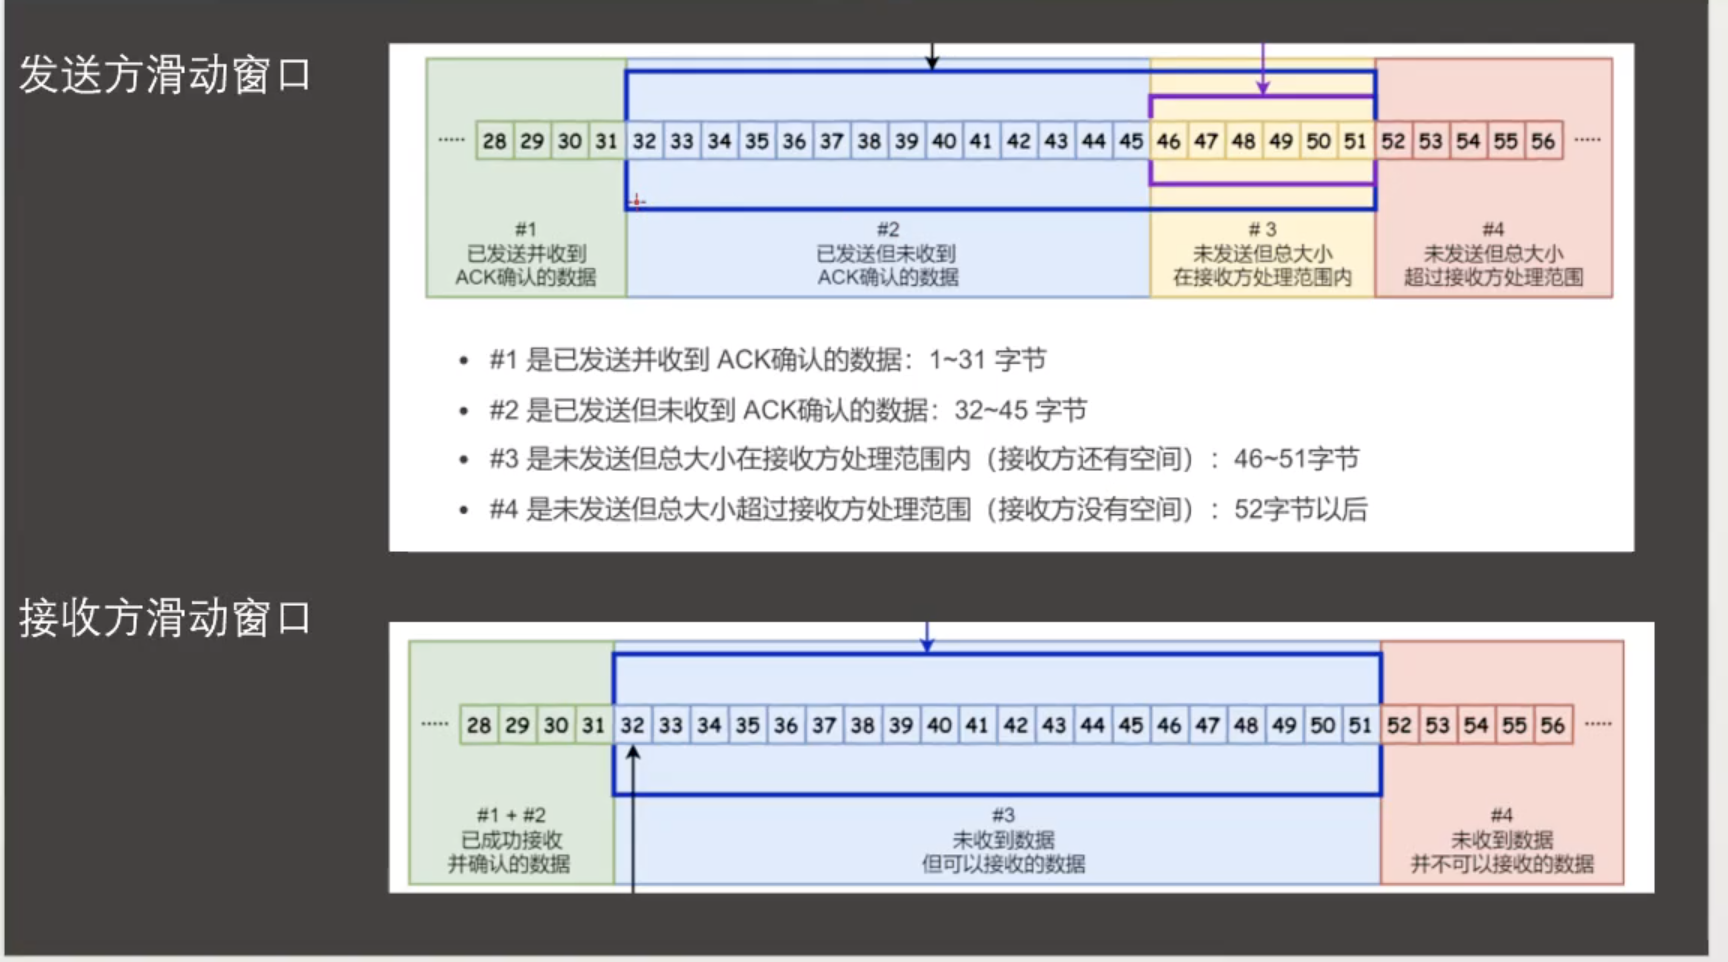 发送方滑动窗口
····· 28 29 30 31 32 33 34 35 36 37 38 39 40 41 42 43 44 45 46 47 48 49 50 51 52 53 54 55 56 ·····
#1
已发送并收到
ACK确认的数据
#2
已发送但未收到
ACK确认的数据
# 3
未发送但总大小
在接收方处理范围内
#4
未发送但总大小
超过接收方处理范围
• #1 是已发送并收到 ACK确认的数据：1~31 字节
• #2 是已发送但未收到 ACK确认的数据：32~45 字节
• #3 是未发送但总大小在接收方处理范围内（接收方还有空间）：46~51字节
• #4 是未发送但总大小超过接收方处理范围（接收方没有空间）：52字节以后
接收方滑动窗口
····· 28 29 30 31 32 33 34 35 36 37 38 39 40 41 42 43 44 45 46 47 48 49 50 51 52 53 54 55 56 ·····
#1 + #2
已成功接收
并确认的数据
#3
未收到数据
但可以接收的数据
#4
未收到数据
并不可以接收的数据